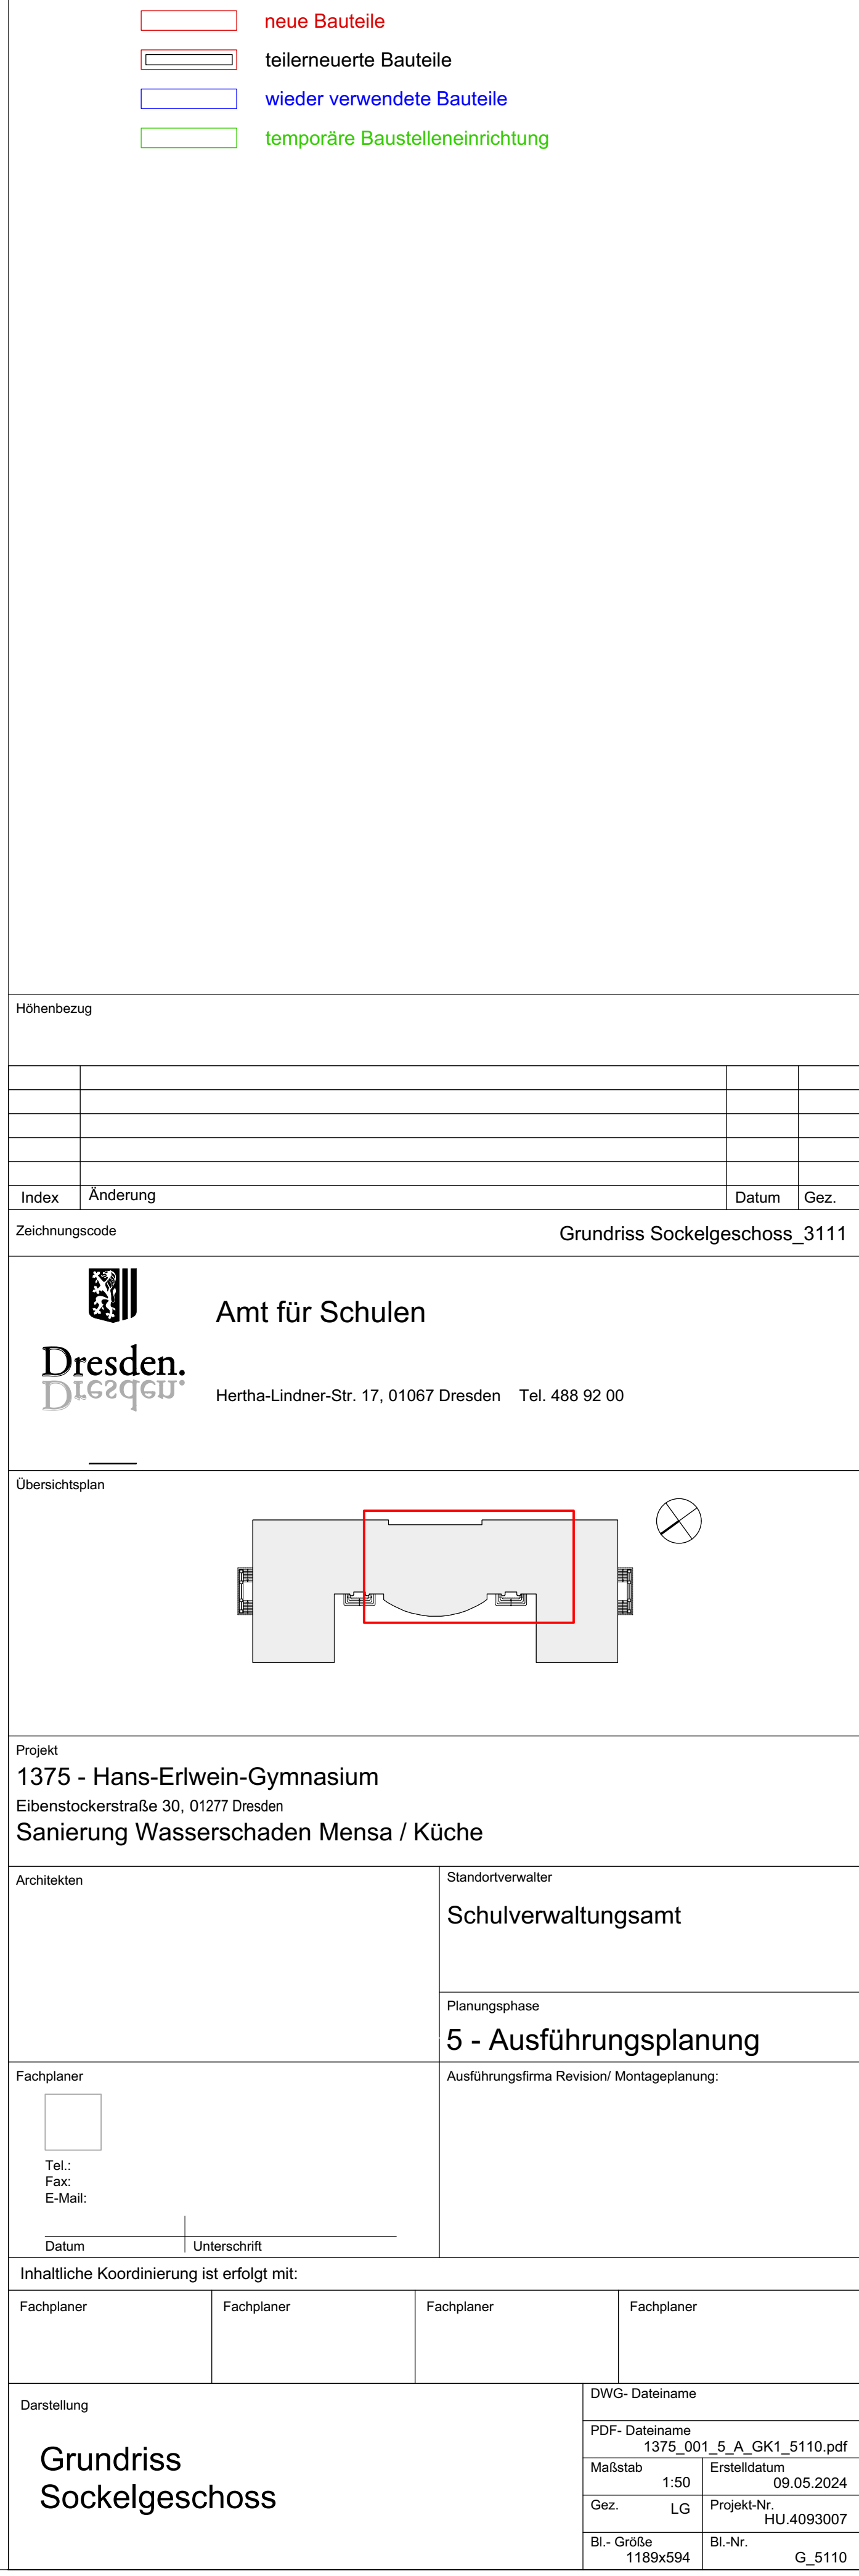 neue Bauteile
teilerneuerte Bauteile
wieder verwendete Bauteile
temporäre Baustelleneinrichtung
Höhenbezug
Index Änderung Datum Gez.
Zeichnungscode Grundriss Sockelgeschoss_3111
Amt für Schulen
Dresden.
Hertha-Lindner-Str. 17, 01067 Dresden Tel. 488 92 00
Übersichtsplan
Projekt
1375 - Hans-Erlwein-Gymnasium
Eibenstockerstraße 30, 01277 Dresden
Sanierung Wasserschaden Mensa / Küche
Architekten
Standortverwalter
Schulverwaltungsamt
Planungsphase
5 - Ausführungsplanung
Fachplaner
Tel.:
Fax:
E-Mail:
Datum Unterschrift
Ausführungsfirma Revision/ Montageplanung:
Inhaltliche Koordinierung ist erfolgt mit:
Fachplaner Fachplaner Fachplaner Fachplaner
Darstellung
Grundriss
Sockelgeschoss
DWG- Dateiname
PDF- Dateiname
1375_001_5_A_GK1_5110.pdf
Maßstab Erstelldatum
1:50 09.05.2024
Gez. LG Projekt-Nr.
HU.4093007
Bl.- Größe Bl.-Nr.
1189x594 G_5110